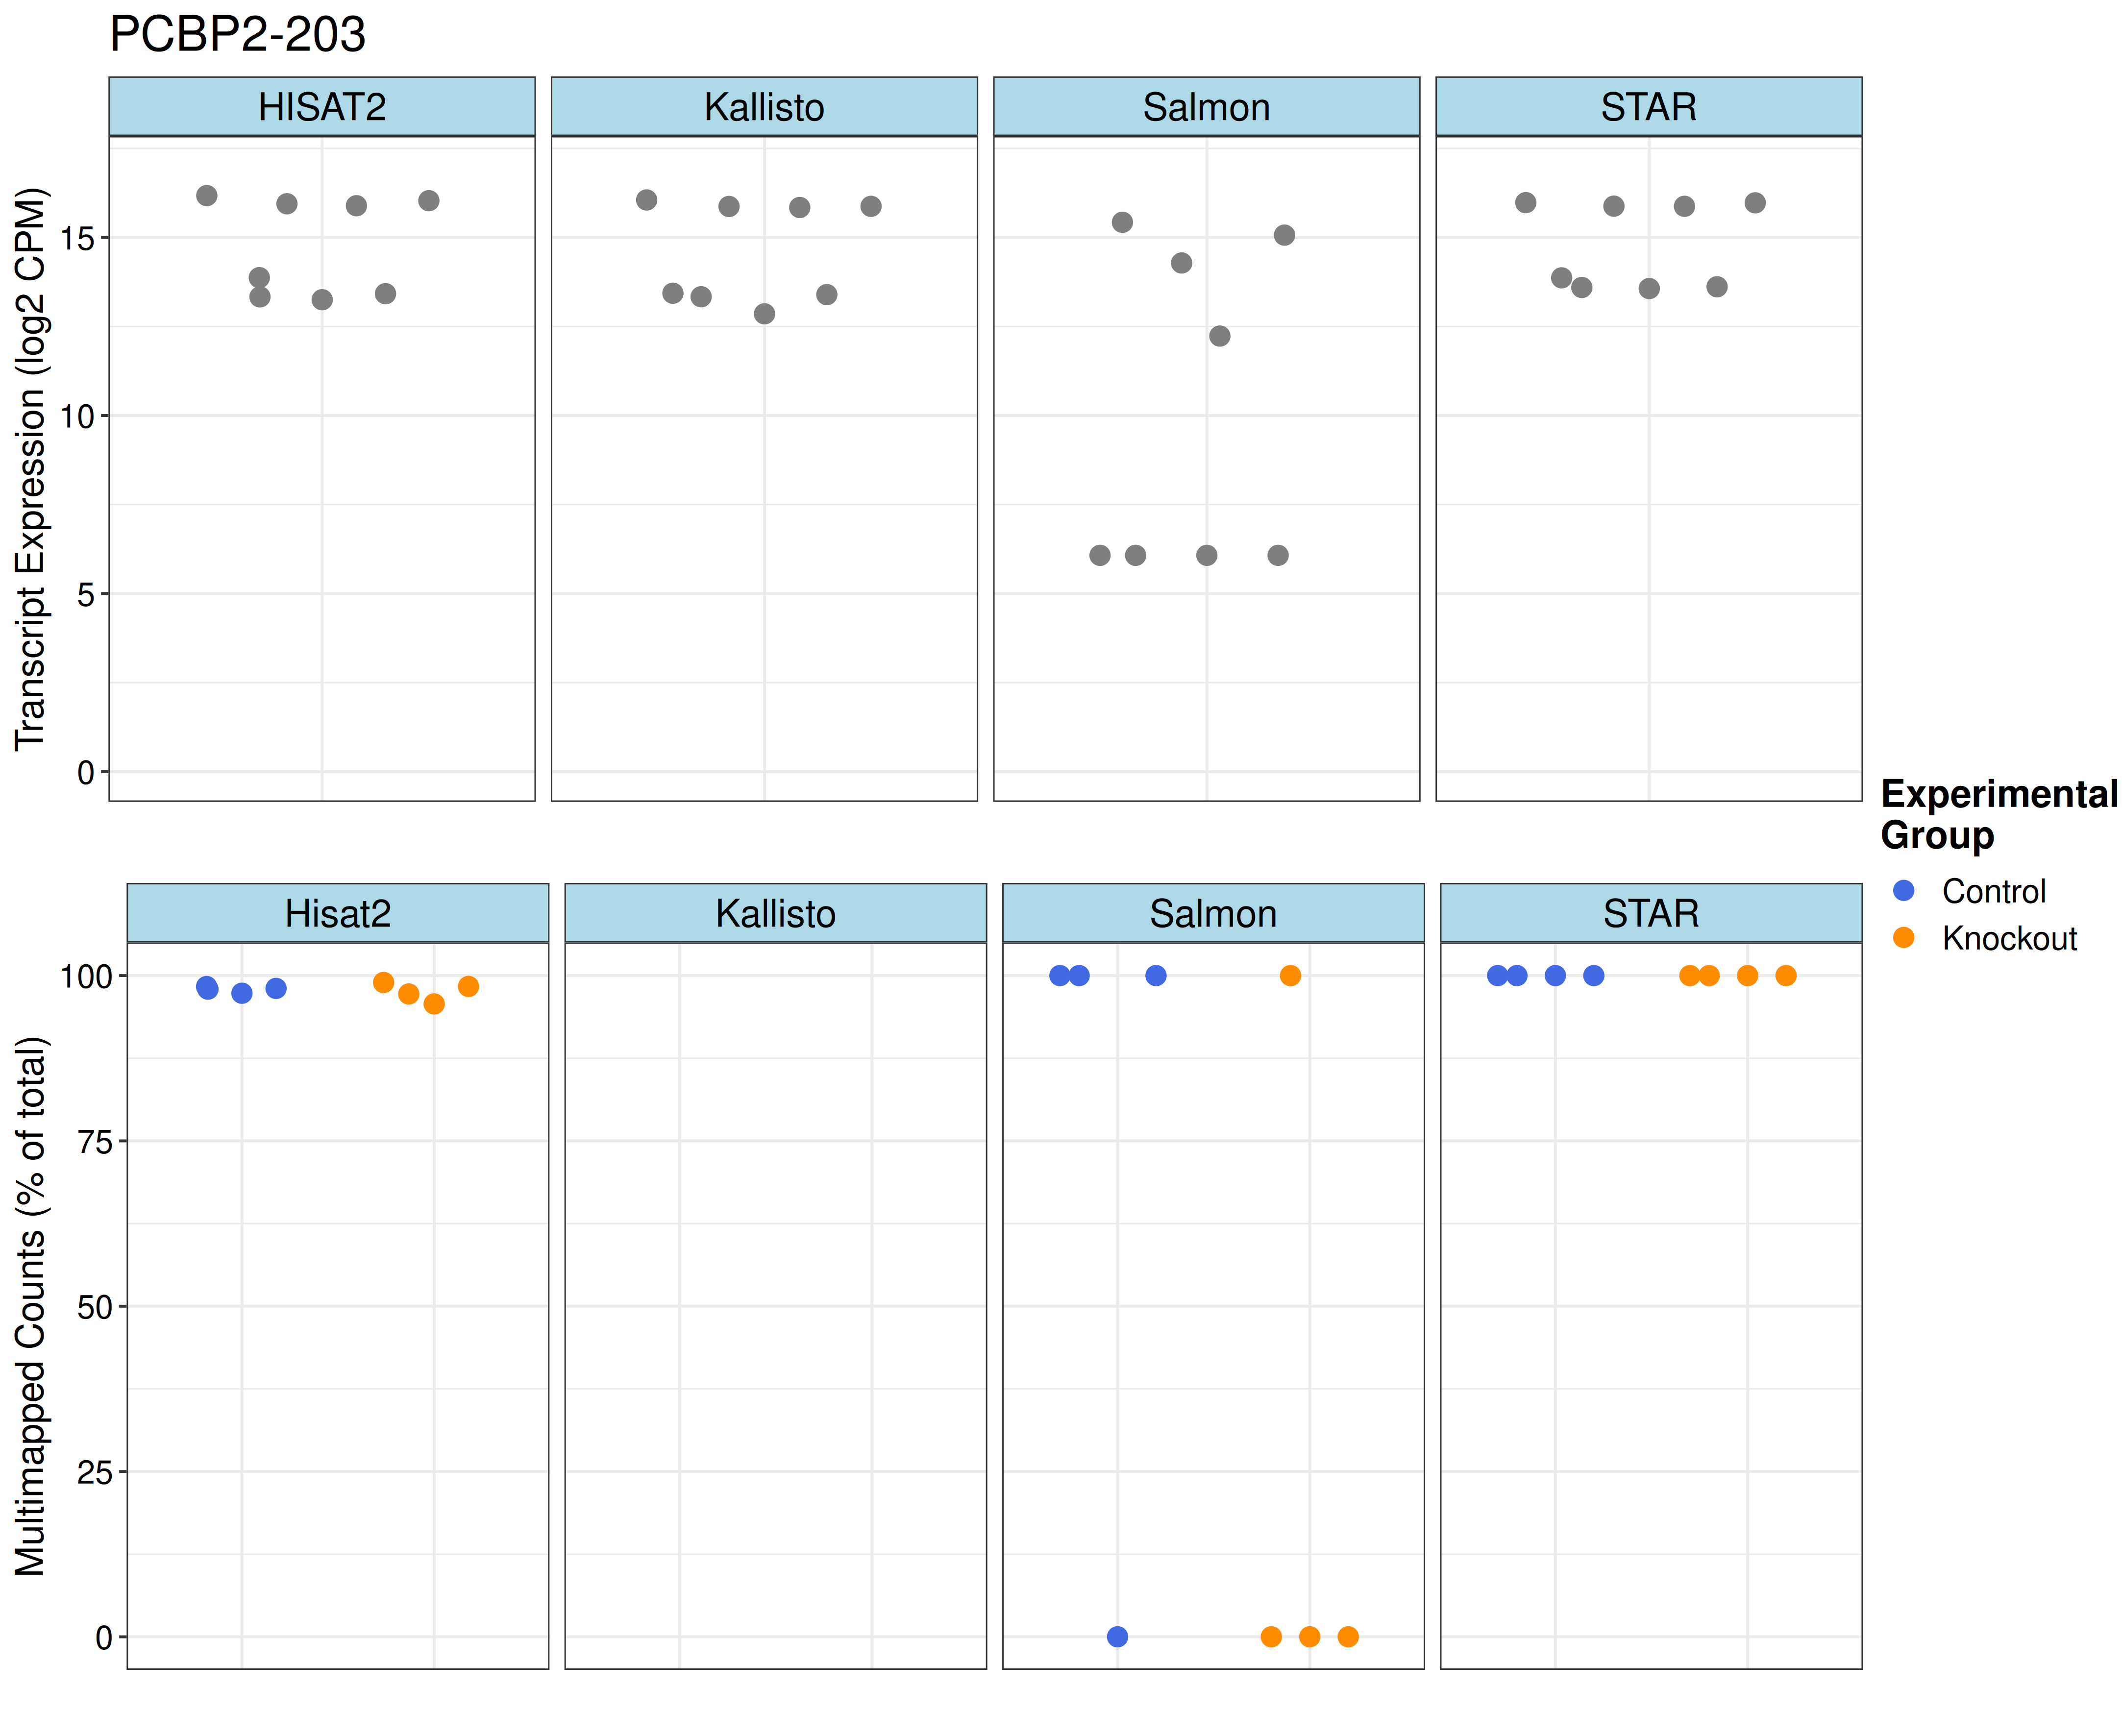 PCBP2-203
HISAT2 Kallisto Salmon STAR
Transcript Expression (log2 CPM)
15
10
5
0
Experimental
Group
Control
Knockout
Hisat2 Kallisto Salmon STAR
Multimapped Counts (% of total)
100
75
50
25
0